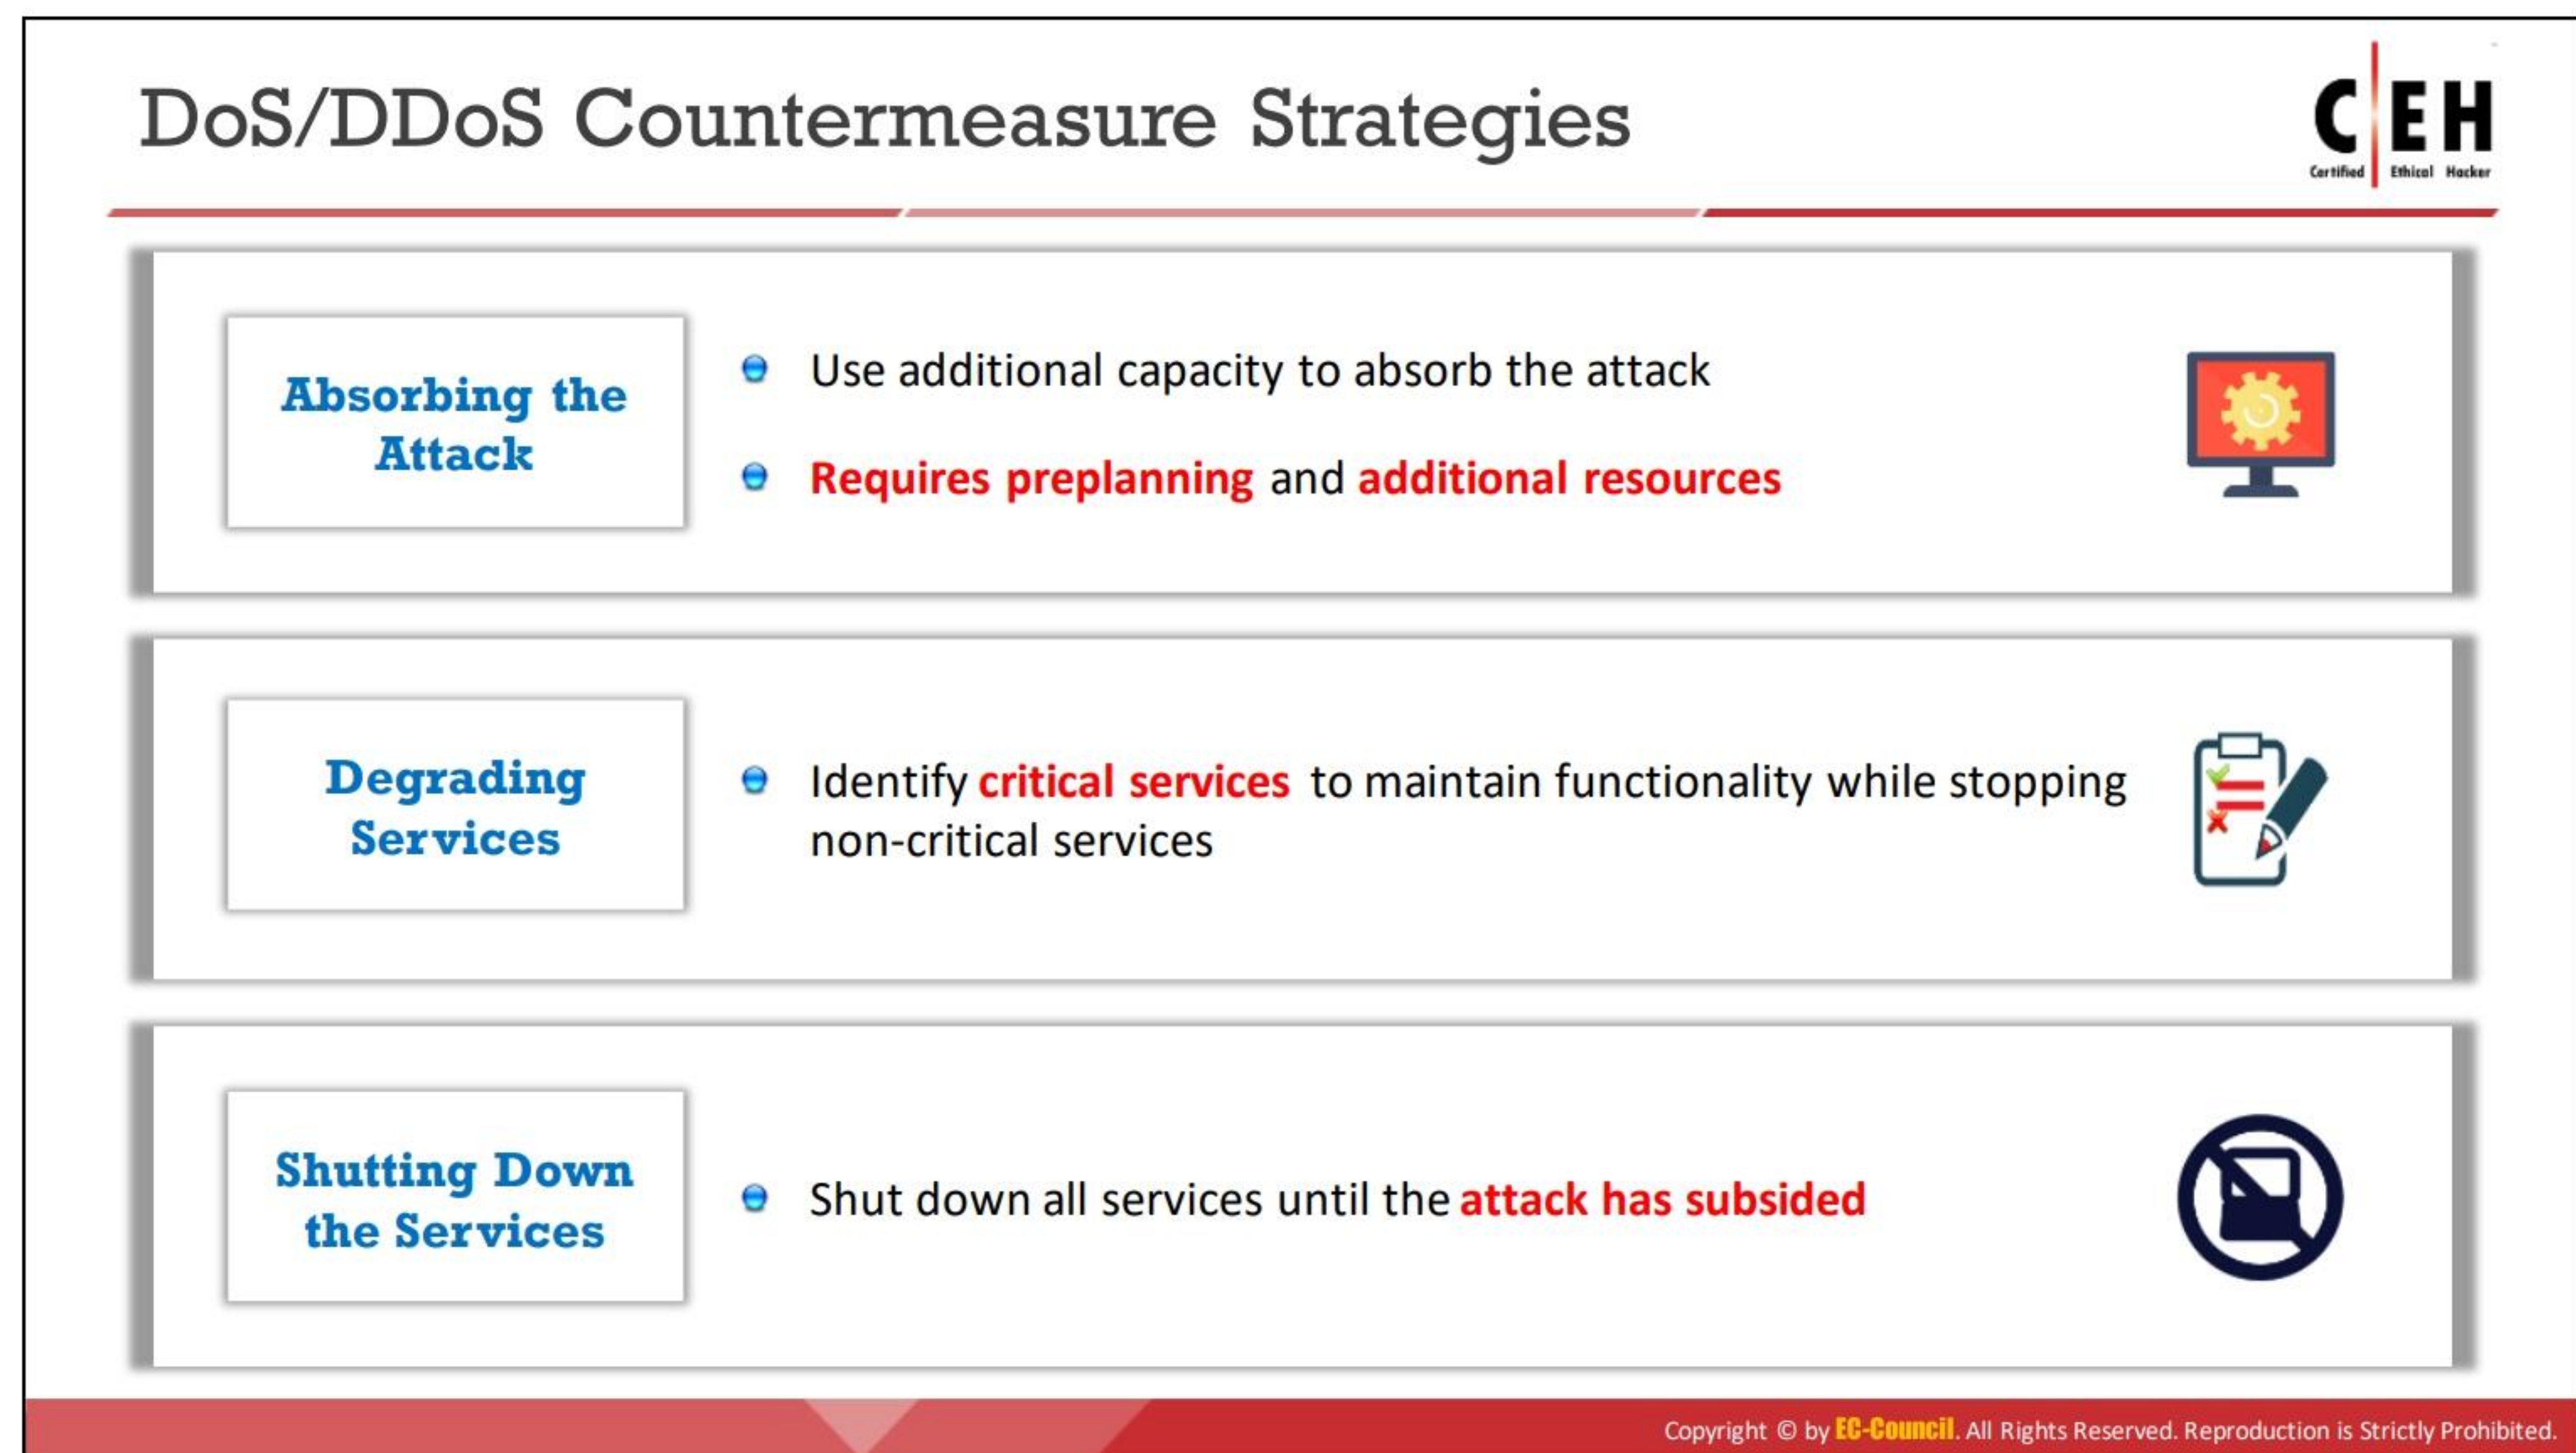 DoS/DDoS Countermeasure Strategies
C|EH
Certified Ethical Hacker
Absorbing the
Attack
Use additional capacity to absorb the attack
Requires preplanning and additional resources
Degrading
Services
Identify critical services to maintain functionality while stopping
non-critical services
Shutting Down
the Services
Shut down all services until the attack has subsided
Copyright © by EC-Council. All Rights Reserved. Reproduction is Strictly Prohibited.